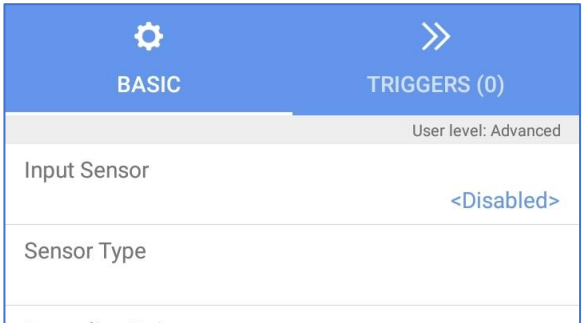 BASIC
TRIGGERS (0)
User level: Advanced
Input Sensor
<Disabled>
Sensor Type